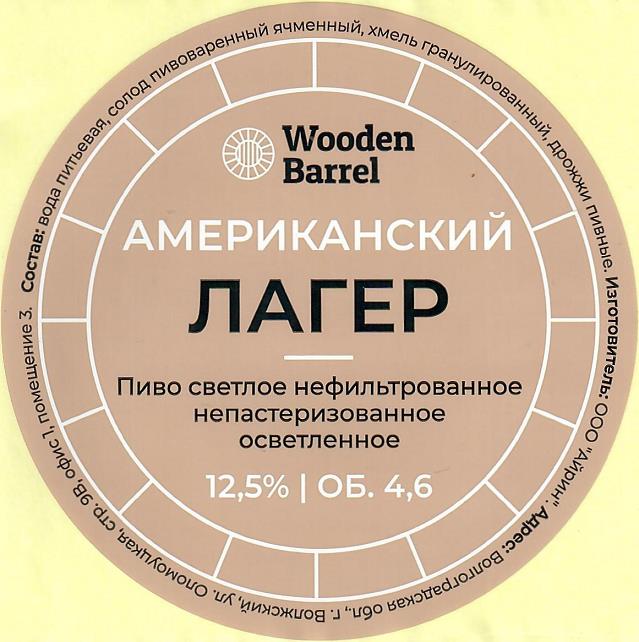 Wooden
Barrel
АМЕРИКАНСКИЙ
ЛАГЕР
Пиво светлое нефильтрованное
непастеризованное
осветленное
12,5% | ОБ. 4,6
Состав: вода питьевая, солод пивоваренный ячменный, хмель гранулированный, дрожжи пивные. Изготовитель: ООО "Айрин". Адрес: Волгоградская обл., г. Волжский, ул. Оломоуцкая, стр. 9В, офис 1, помещение 3.